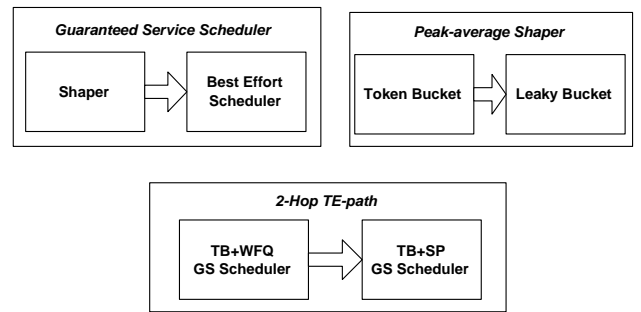 Guaranteed Service Scheduler
Shaper
Best Effort
Scheduler
Peak-average Shaper
Token Bucket
Leaky Bucket
2-Hop TE-path
TB+WFQ
GS Scheduler
TB+SP
GS Scheduler